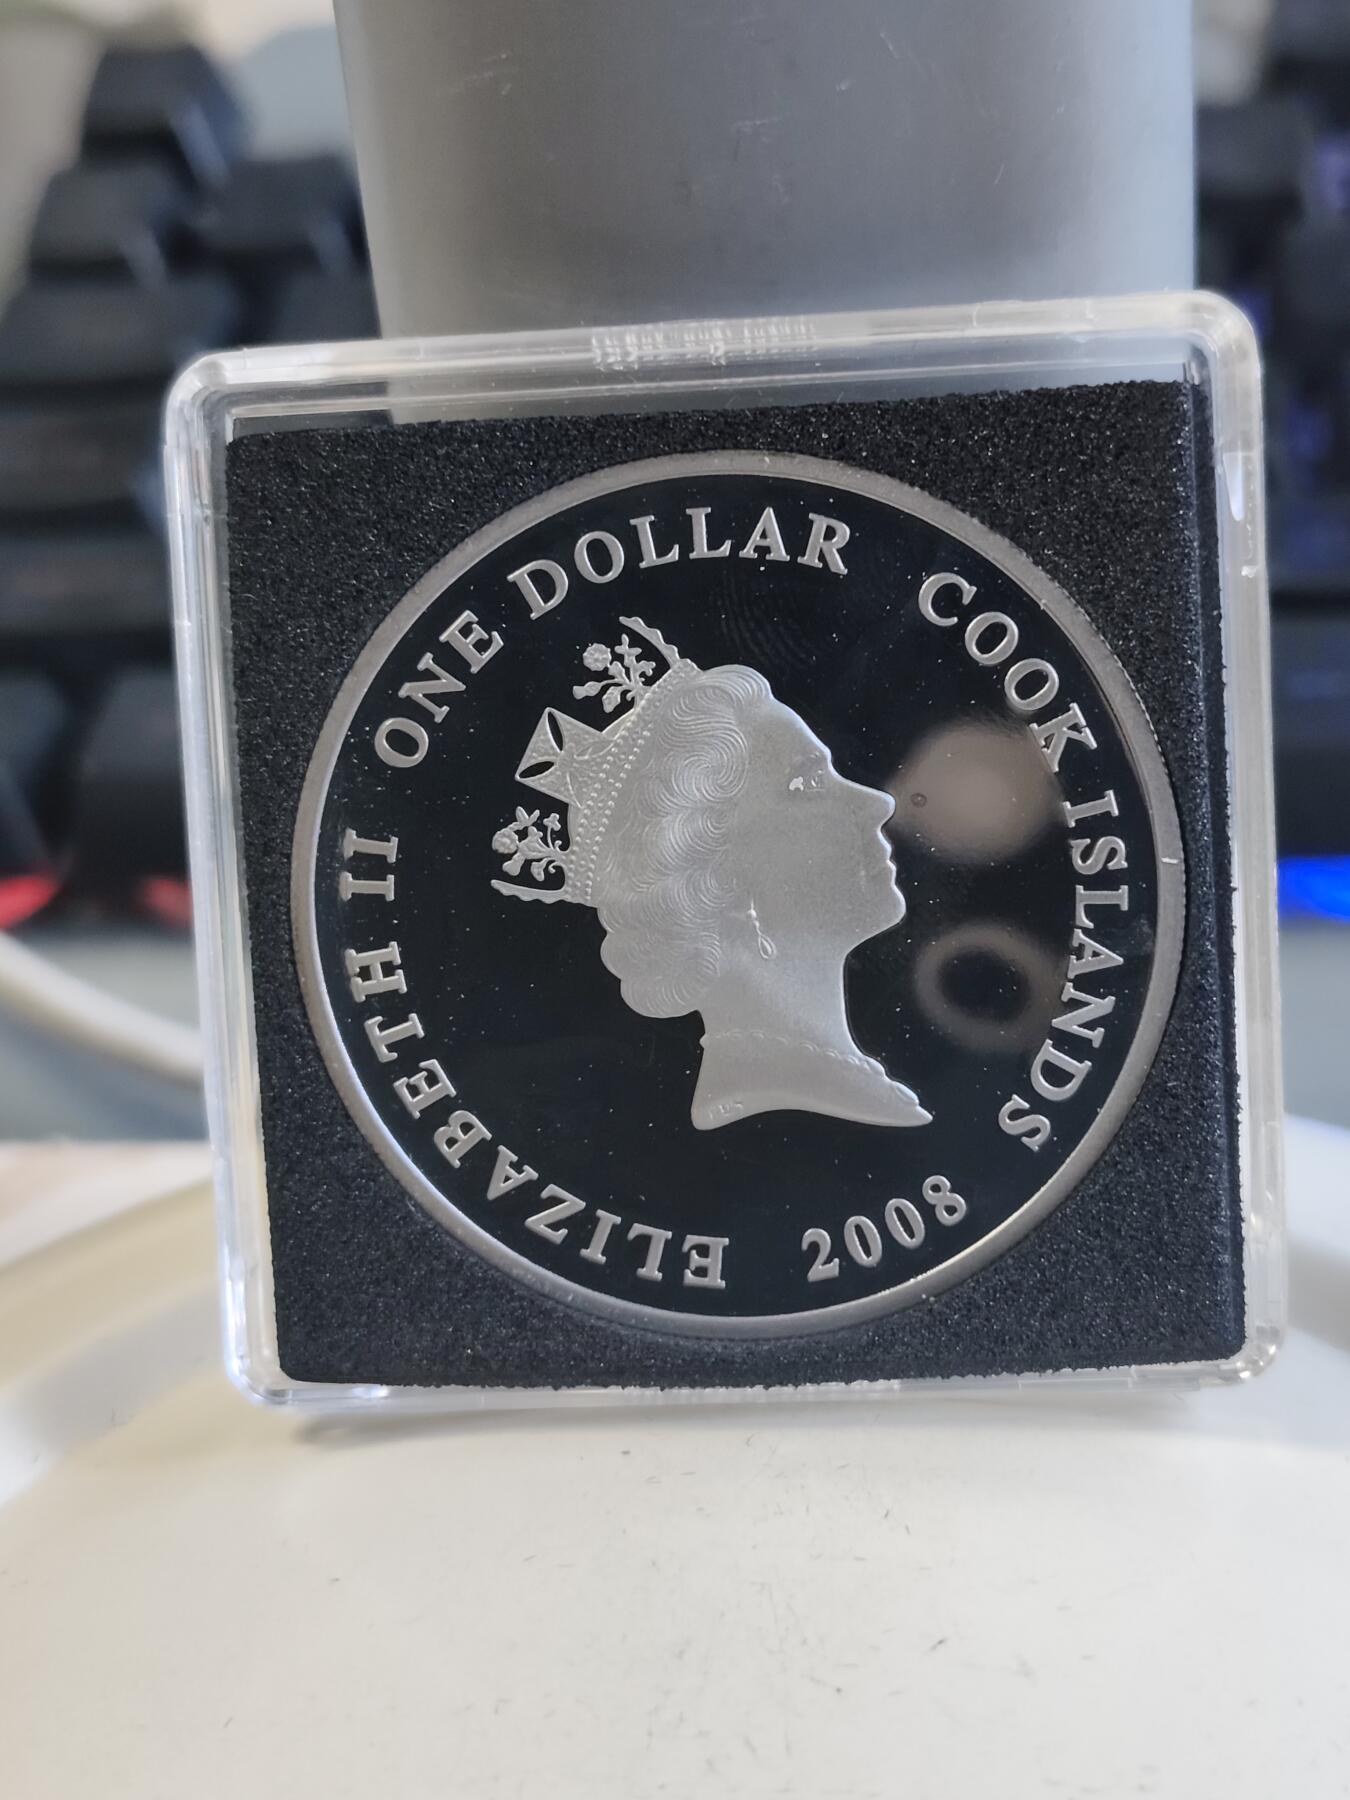 ELIZABETH II ONE DOLLAR COOK ISLANDS
2008